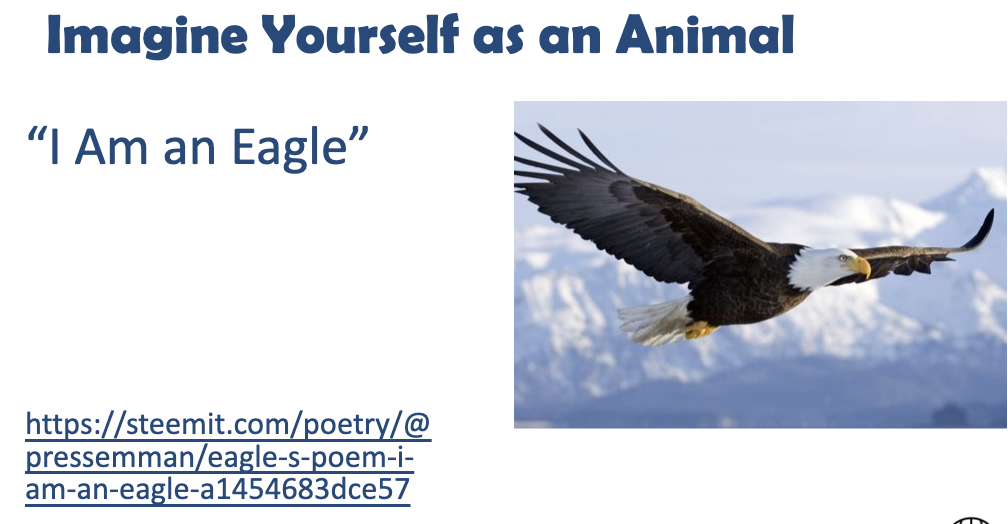 Imagine Yourself as an Animal
“I Am an Eagle”
https://steemit.com/poetry/@
pressemman/eagle-s-poem-i-
am-an-eagle-a1454683dce57